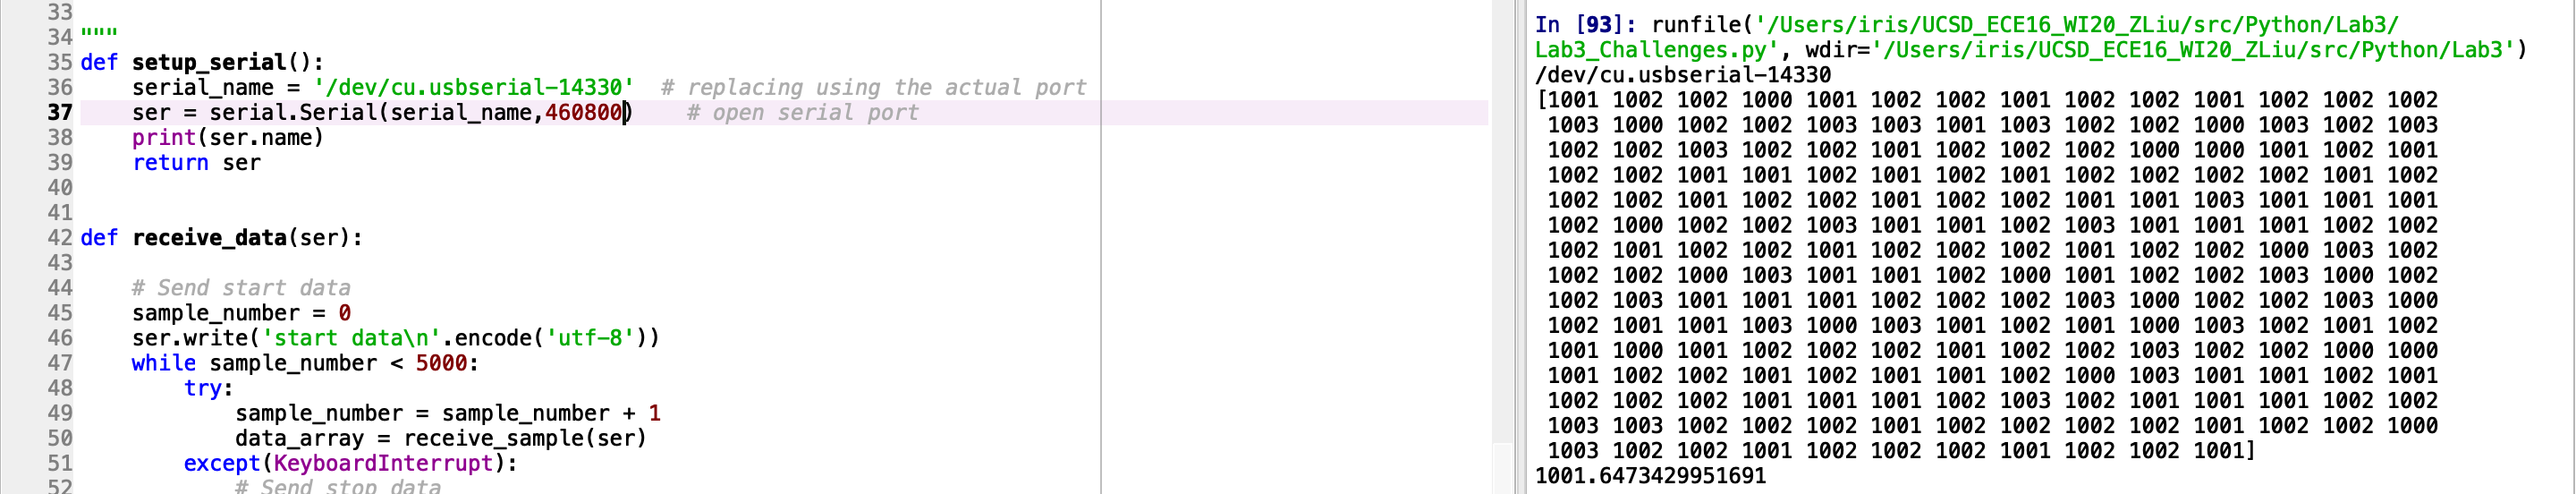 33
34 """
35 def setup_serial():
36     serial_name = '/dev/cu.usbserial-14330'  # replacing using the actual port
37     ser = serial.Serial(serial_name,460800)    # open serial port
38     print(ser.name)
39     return ser
40
41
42 def receive_data(ser):
43
44     # Send start data
45     sample_number = 0
46     ser.write('start data\n'.encode('utf-8'))
47     while sample_number < 5000:
48         try:
49             sample_number = sample_number + 1
50             data_array = receive_sample(ser)
51         except(KeyboardInterrupt):
52             # Send stop data
In [93]: runfile('/Users/iris/UCSD_ECE16_WI20_ZLiu/src/Python/Lab3/
Lab3_Challenges.py', wdir='/Users/iris/UCSD_ECE16_WI20_ZLiu/src/Python/Lab3')
/dev/cu.usbserial-14330
[1001 1002 1002 1000 1001 1002 1002 1001 1002 1002 1001 1002 1002 1002
 1003 1000 1002 1002 1003 1003 1001 1003 1002 1002 1000 1003 1002 1003
 1002 1002 1003 1002 1002 1001 1002 1002 1002 1000 1000 1001 1002 1001
 1002 1002 1001 1001 1002 1001 1002 1001 1002 1002 1002 1002 1001 1002
 1002 1002 1001 1002 1001 1002 1002 1001 1001 1001 1003 1001 1001 1001
 1002 1000 1002 1002 1003 1001 1001 1002 1003 1001 1001 1001 1002 1002
 1002 1001 1002 1002 1001 1002 1002 1002 1001 1002 1002 1000 1003 1002
 1002 1002 1000 1003 1001 1001 1002 1000 1001 1002 1002 1003 1000 1002
 1002 1003 1001 1001 1001 1002 1002 1002 1003 1000 1002 1002 1003 1000
 1002 1001 1001 1003 1000 1003 1001 1002 1001 1000 1003 1002 1001 1002
 1001 1000 1001 1002 1002 1002 1001 1002 1002 1003 1002 1002 1000 1000
 1001 1002 1002 1001 1002 1001 1001 1002 1000 1003 1001 1001 1002 1001
 1002 1002 1002 1001 1001 1001 1002 1003 1002 1001 1001 1001 1002 1002
 1003 1003 1002 1002 1002 1001 1002 1002 1002 1002 1001 1002 1002 1000
 1003 1002 1002 1001 1002 1002 1002 1001 1002 1002 1001]
1001.6473429951691